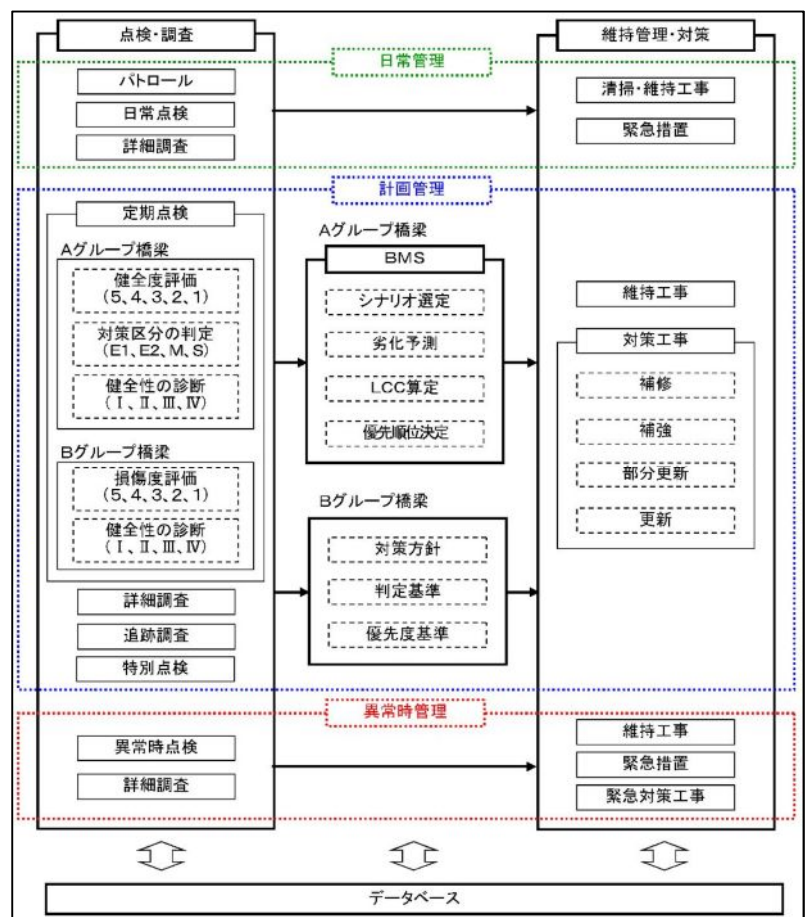 点検・調査
維持管理・対策
日常管理
パトロール
日常点検
詳細調査
清掃・維持工事
緊急措置
計画管理
定期点検
Aグループ橋梁
健全度評価
(5、4、3、2、1)
対策区分の判定
(E1、E2、M、S)
健全性の診断
(Ⅰ、Ⅱ、Ⅲ、Ⅳ)
Bグループ橋梁
損傷度評価
(5、4、3、2、1)
健全性の診断
(Ⅰ、Ⅱ、Ⅲ、Ⅳ)
詳細調査
追跡調査
特別点検
Aグループ橋梁
BMS
シナリオ選定
劣化予測
LCC算定
優先順位決定
Bグループ橋梁
対策方針
判定基準
優先度基準
維持工事
対策工事
補修
補強
部分更新
更新
異常時管理
異常時点検
詳細調査
維持工事
緊急措置
緊急対策工事
データベース